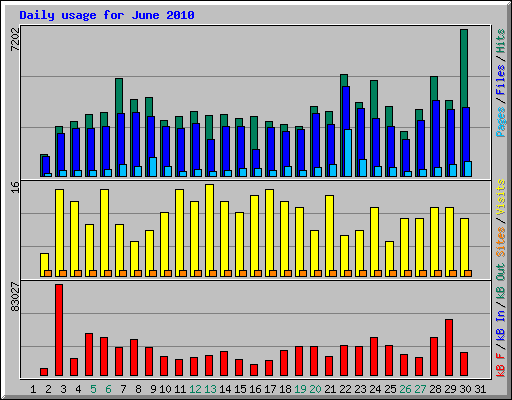 Daily usage for June 2010
7202
Pages / Files / Hits
16
Sites / Visits
83027
kB F / kB In / kB Out
1 2 3 4 5 6 7 8 9 10 11 12 13 14 15 16 17 18 19 20 21 22 23 24 25 26 27 28 29 30 31